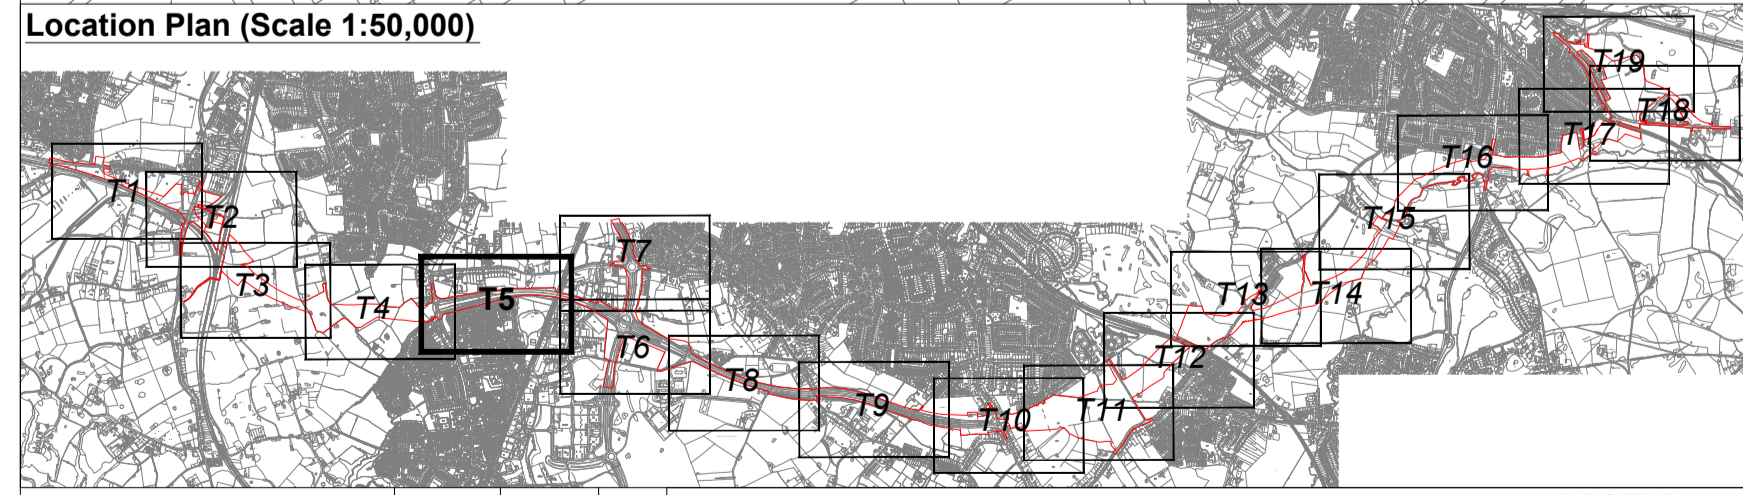 Location Plan (Scale 1:50,000)
T1
T2
T3
T4
T5
T6
T7
T8
T9
T10
T11
T12
T13
T14
T15
T16
T17
T18
T19